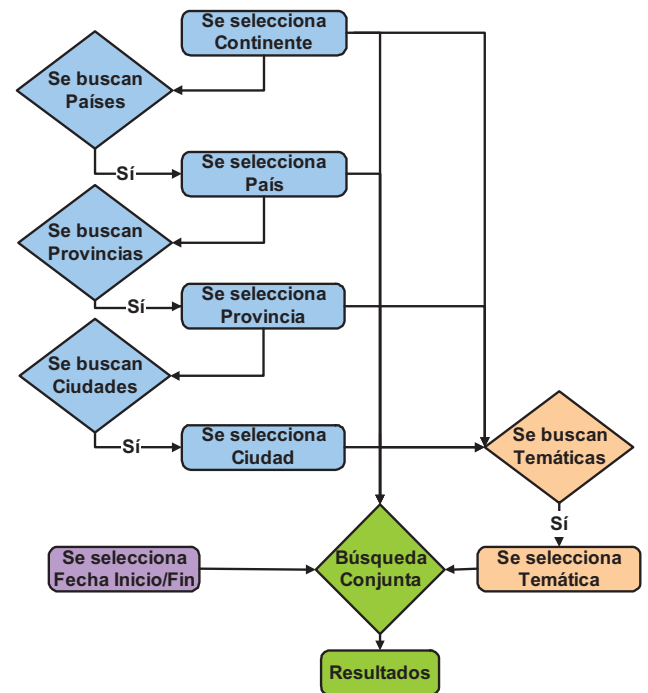 Se selecciona
Continente
Se buscan
Países
Sí
Se selecciona
País
Se buscan
Provincias
Sí
Se selecciona
Provincia
Se buscan
Ciudades
Sí
Se selecciona
Ciudad
Se buscan
Temáticas
Sí
Se selecciona
Fecha Inicio/Fin
Búsqueda
Conjunta
Se selecciona
Temática
Resultados